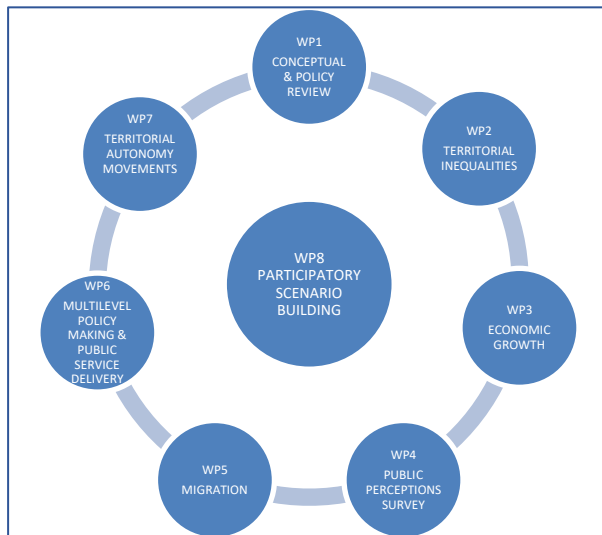 WP1
CONCEPTUAL
& POLICY
REVIEW
WP2
TERRITORIAL
INEQUALITIES
WP3
ECONOMIC
GROWTH
WP4
PUBLIC
PERCEPTIONS
SURVEY
WP5
MIGRATION
WP6
MULTILEVEL
POLICY
MAKING &
PUBLIC
SERVICE
DELIVERY
WP7
TERRITORIAL
AUTONOMY
MOVEMENTS
WP8
PARTICIPATORY
SCENARIO
BUILDING